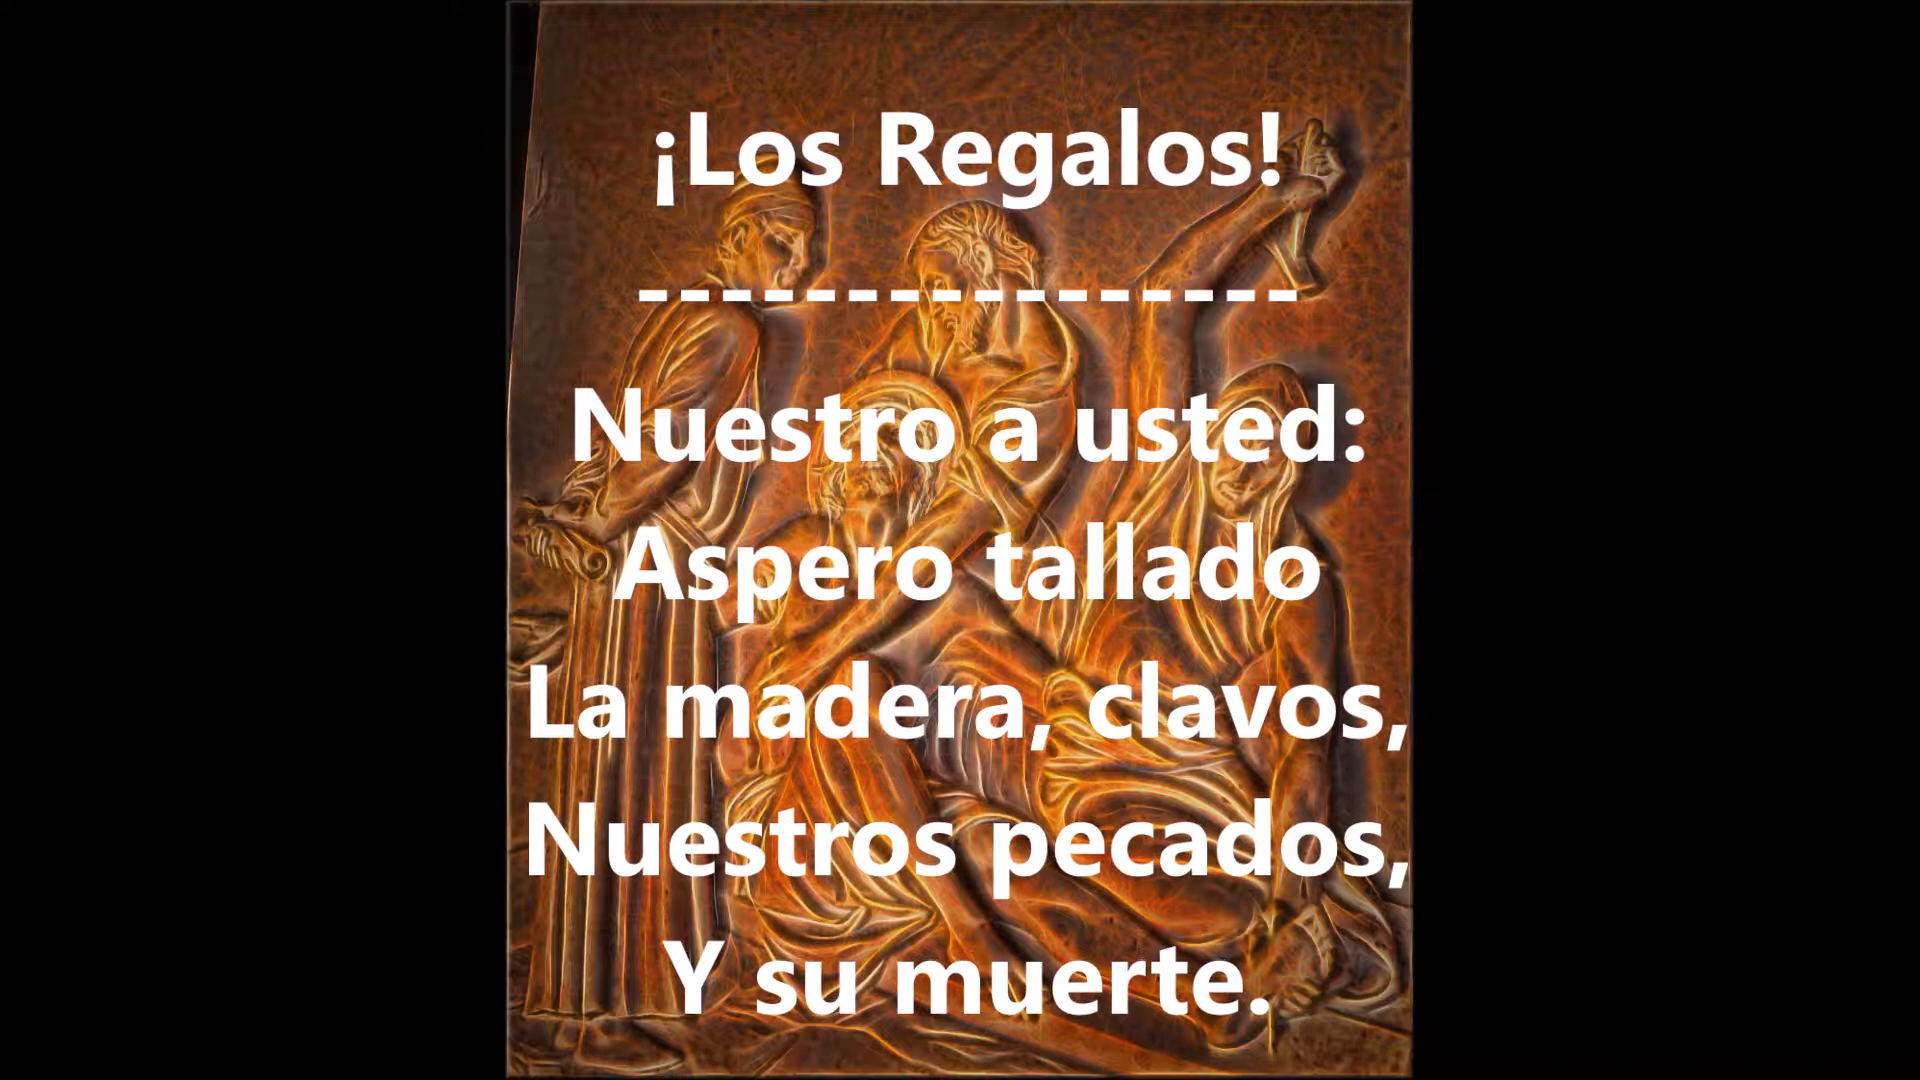 ¡Los Regalos!
-----------------
Nuestro a usted:
Aspero tallado
La madera, clavos,
Nuestros pecados,
Y su muerte.